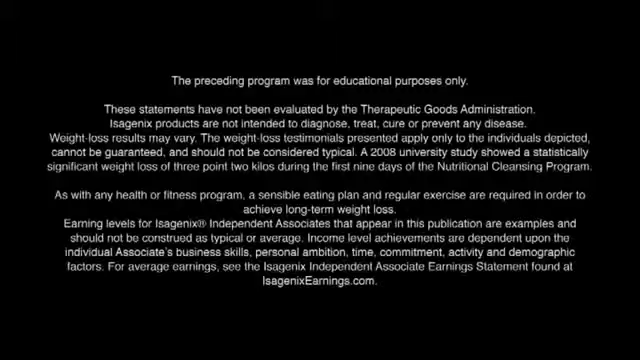 The preceding program was for educational purposes only.
These statements have not been evaluated by the Therapeutic Goods Administration.
Isagenix products are not intended to diagnose, treat, cure or prevent any disease.
Weight-loss results may vary. The weight-loss testimonials presented apply only to the individuals depicted,
cannot be guaranteed, and should not be considered typical. A 2008 university study showed a statistically
significant weight loss of three point two kilos during the first nine days of the Nutritional Cleansing Program.
As with any health or fitness program, a sensible eating plan and regular exercise are required in order to
achieve long-term weight loss.
Earning levels for Isagenix® Independent Associates that appear in this publication are examples and
should not be construed as typical or average. Income level achievements are dependent upon the
individual Associate's business skills, personal ambition, time, commitment, activity and demographic
factors. For average earnings, see the Isagenix Independent Associate Earnings Statement found at
IsagenixEarnings.com.